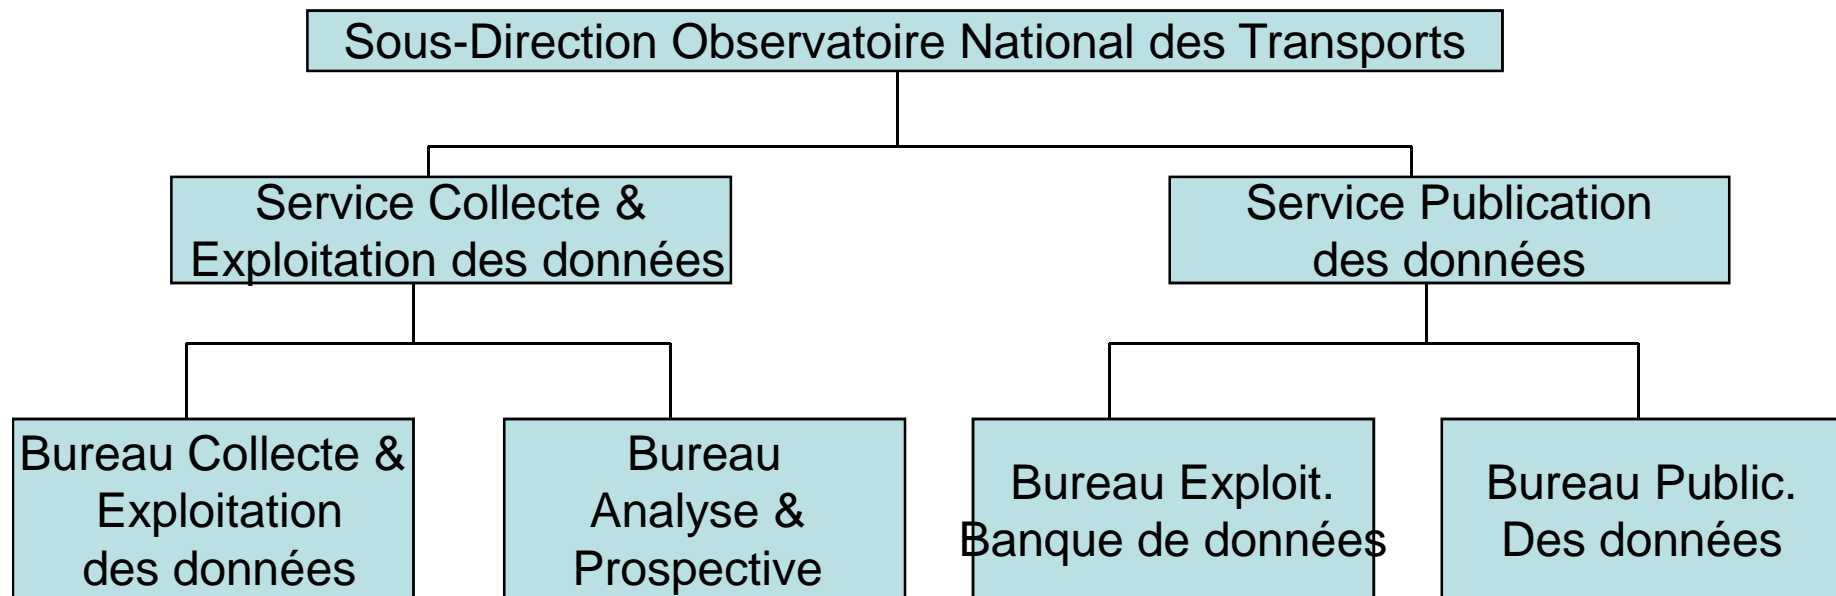 Sous-Direction Observatoire National des Transports
Service Collecte &
Exploitation des données
Service Publication
des données
Bureau Collecte &
Exploitation
des données
Bureau
Analyse &
Prospective
Bureau Exploit.
Banque de données
Bureau Public.
Des données